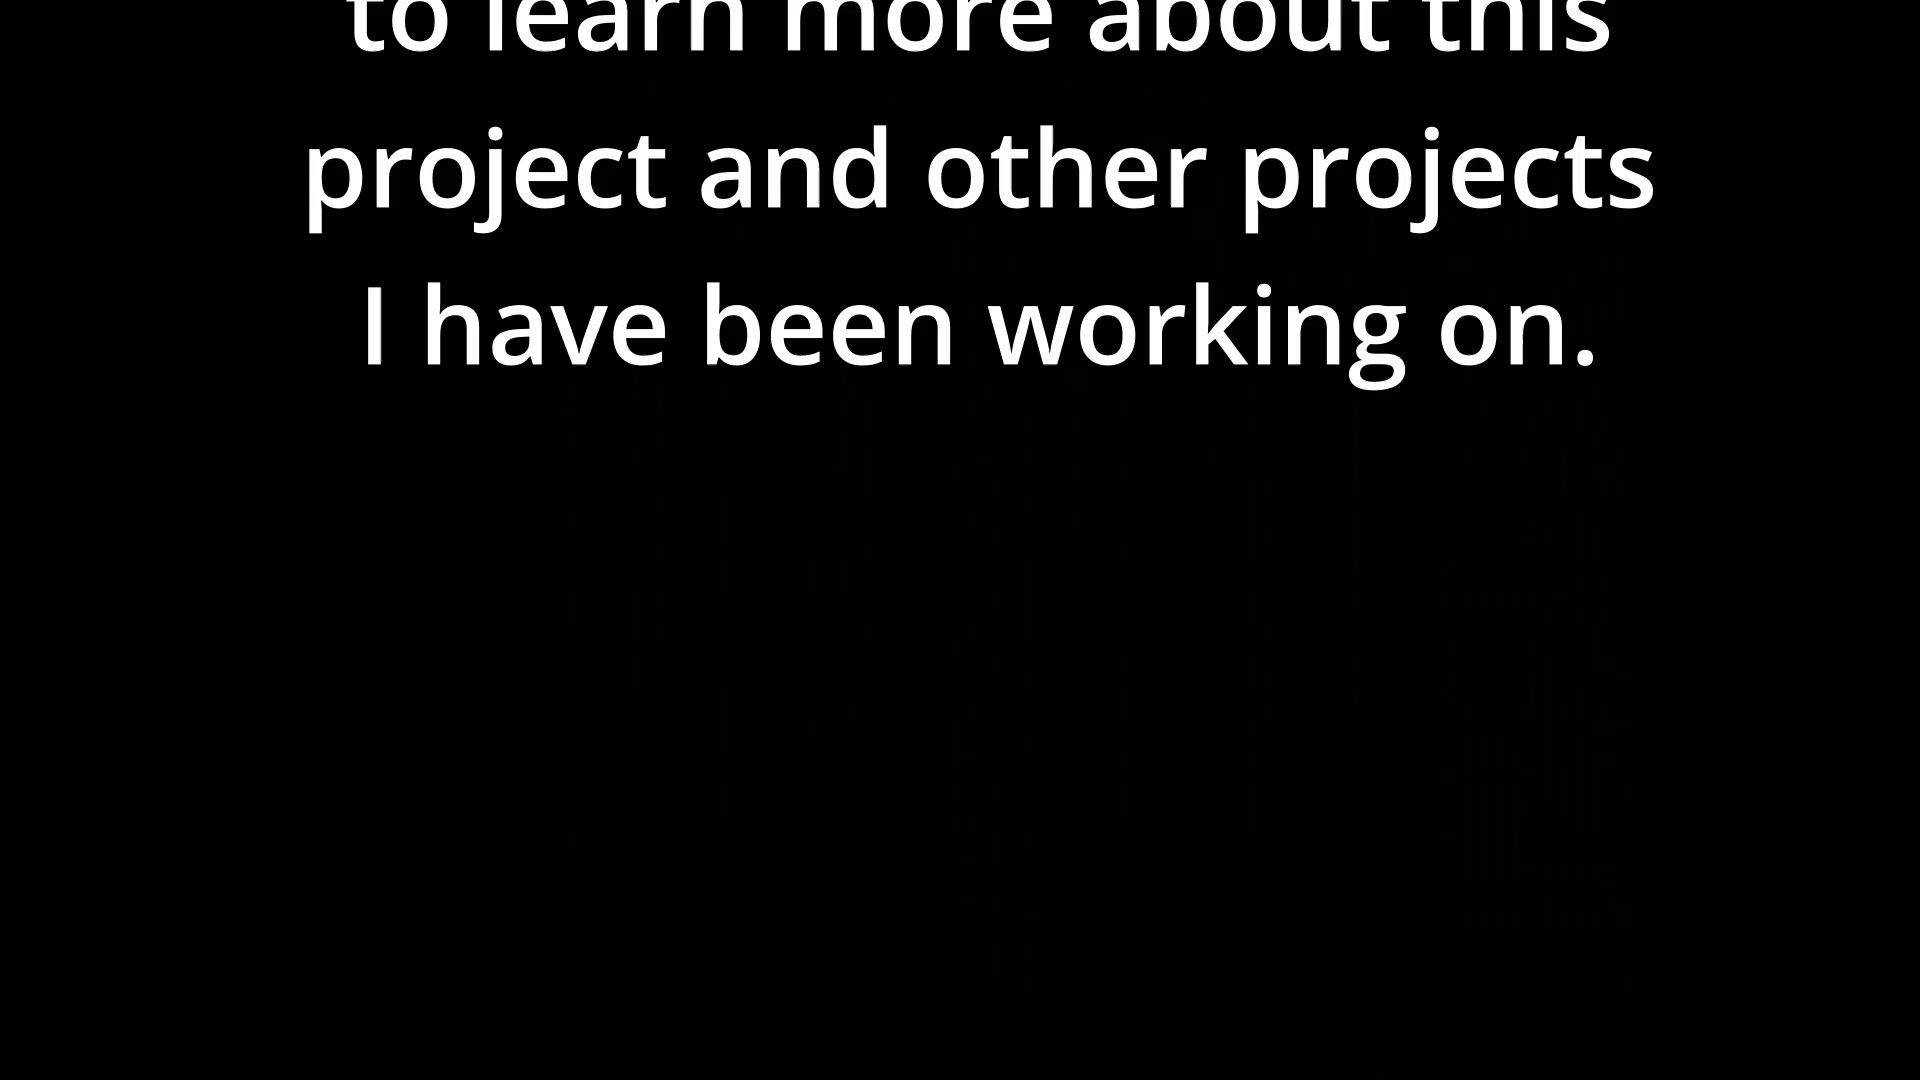 to learn more about this
project and other projects
I have been working on.